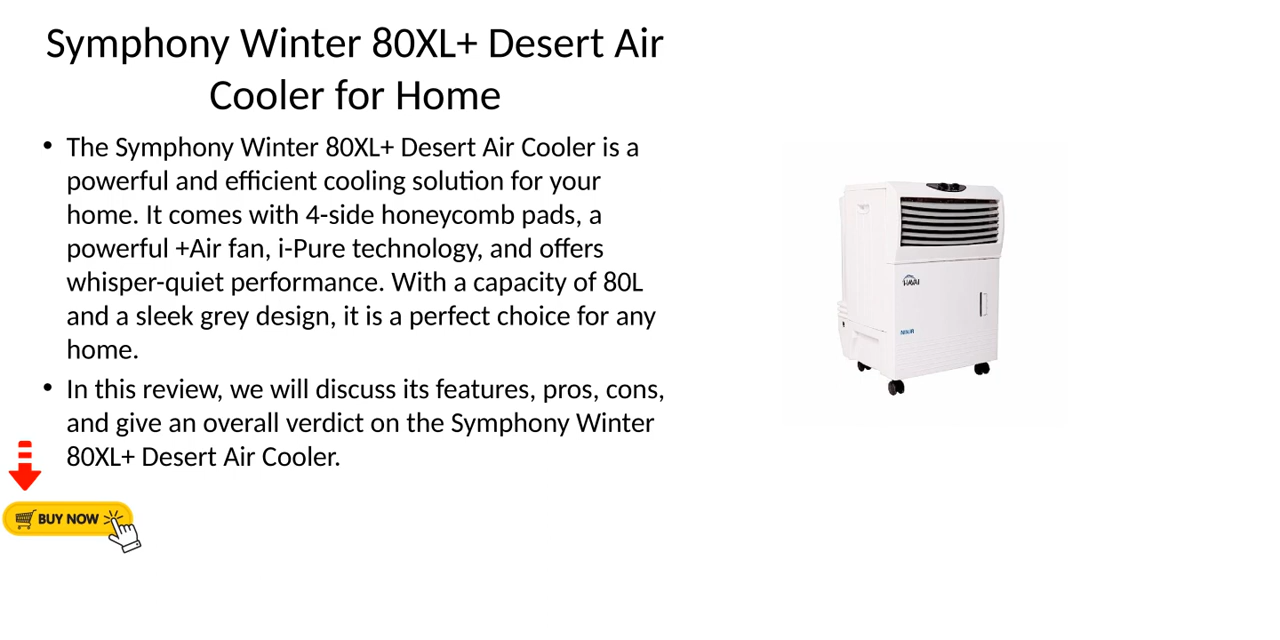 Symphony Winter 80XL+ Desert Air
Cooler for Home
• The Symphony Winter 80XL+ Desert Air Cooler is a
powerful and efficient cooling solution for your
home. It comes with 4-side honeycomb pads, a
powerful +Air fan, i-Pure technology, and offers
whisper-quiet performance. With a capacity of 80L
and a sleek grey design, it is a perfect choice for any
home.
• In this review, we will discuss its features, pros, cons,
and give an overall verdict on the Symphony Winter
80XL+ Desert Air Cooler.
BUY NOW
HAVAI